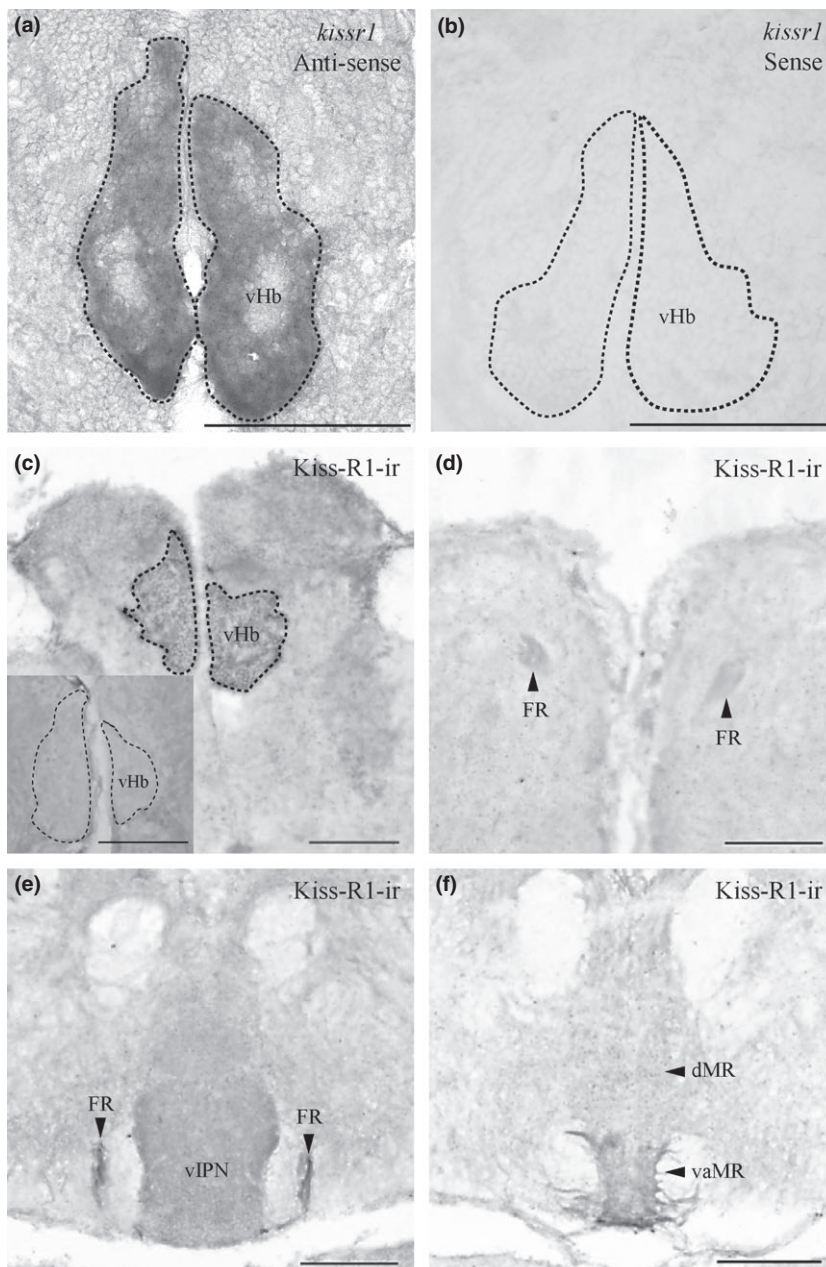 (a)
kissr1
Anti-sense
vHb
(b)
kissr1
Sense
vHb
(c)
Kiss-R1-ir
vHb
vHb
(d)
Kiss-R1-ir
FR
FR
(e)
Kiss-R1-ir
FR
FR
vIPN
(f)
Kiss-R1-ir
dMR
vaMR